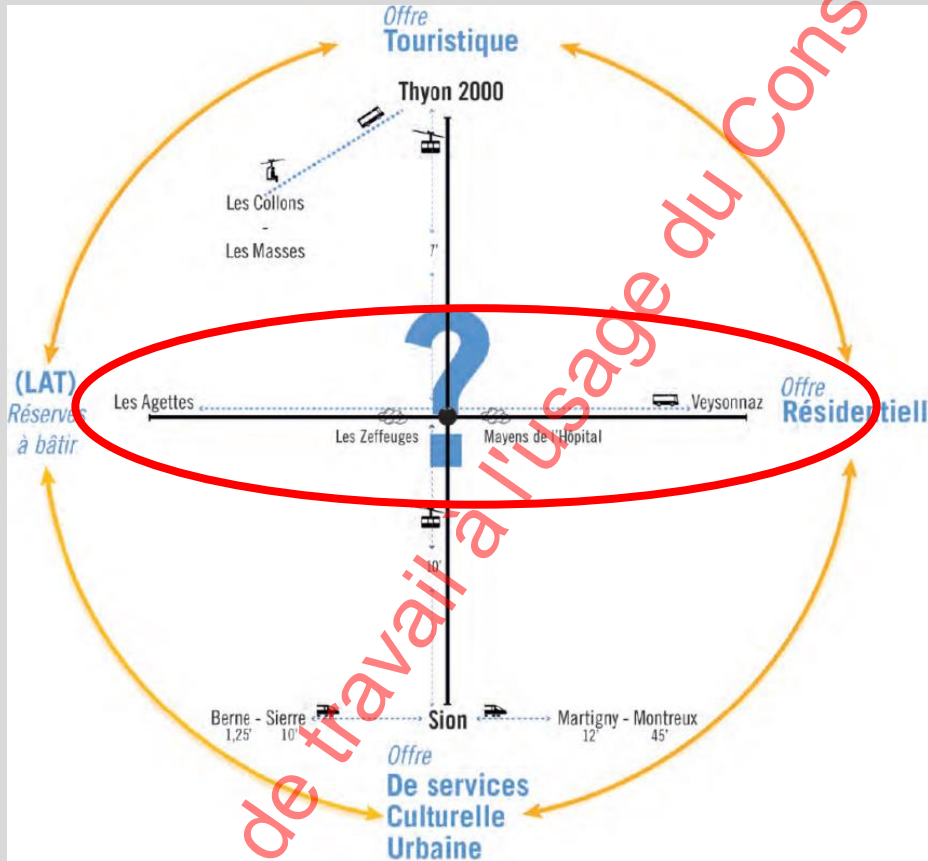 Offre
Touristique
Thyon 2000
Les Collons
-
Les Masses
7'
?
(LAT)
Réserves
à bâtir
Les Agettes
Veysonnaz
Offre
Résidentiell
Les Zeffeuges
Mayens de l'Hôpital
10'
Berne - Sierre
1,25' 10'
Sion
Martigny - Montreux
12' 45'
Offre
De services
Culturelle
Urbaine
de travail à l'usage du Cons